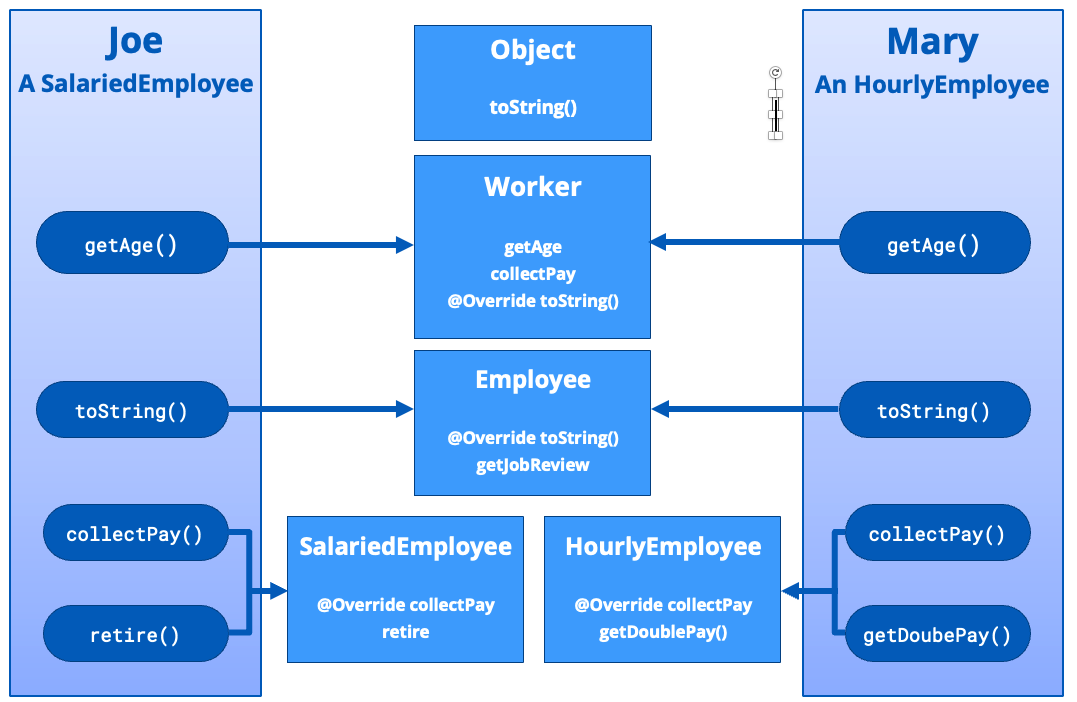 Joe
A SalariedEmployee
getAge()
toString()
collectPay()
retire()
Object
toString()
Worker
getAge
collectPay
@Override toString()
Employee
@Override toString()
getJobReview
SalariedEmployee
@Override collectPay
retire
HourlyEmployee
@Override collectPay
getDoublePay()
Mary
An HourlyEmployee
getAge()
toString()
collectPay()
getDoubePay()